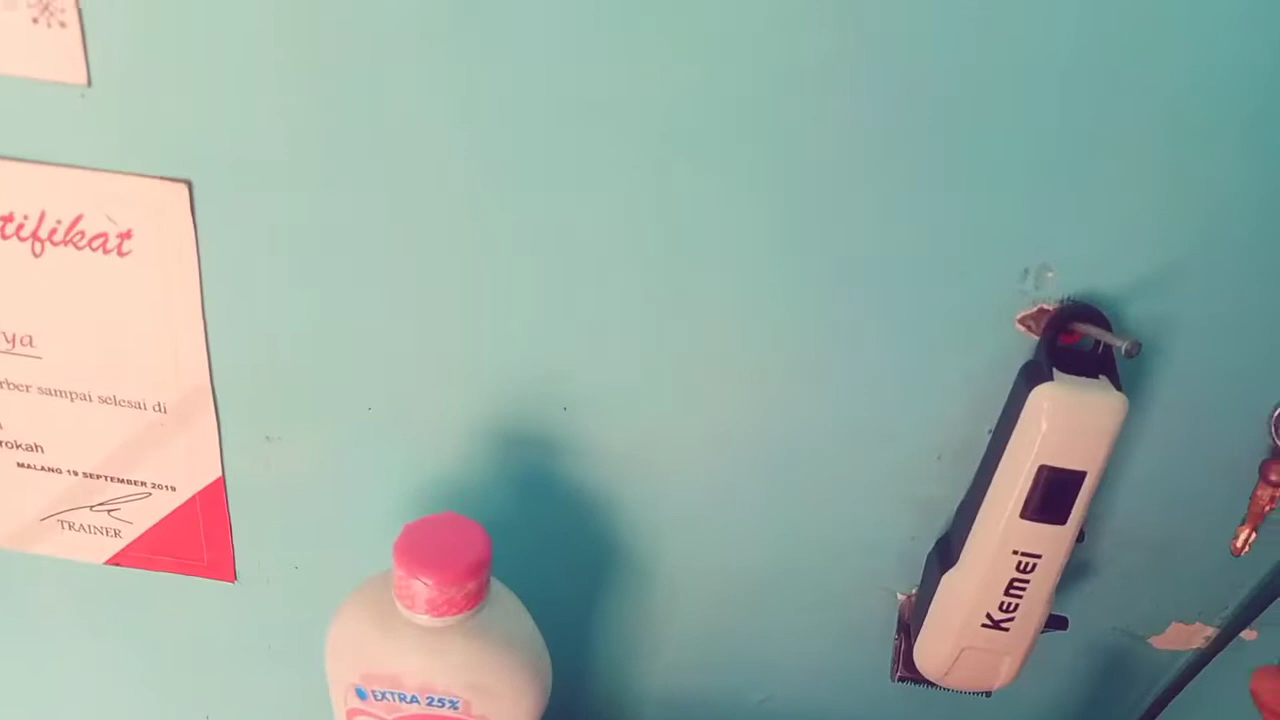 tifikat
ya
rber sampai selesai di
rokah
MALANG 19 SEPTEMBER 2019
TRAINER
EXTRA 25%
Kemei